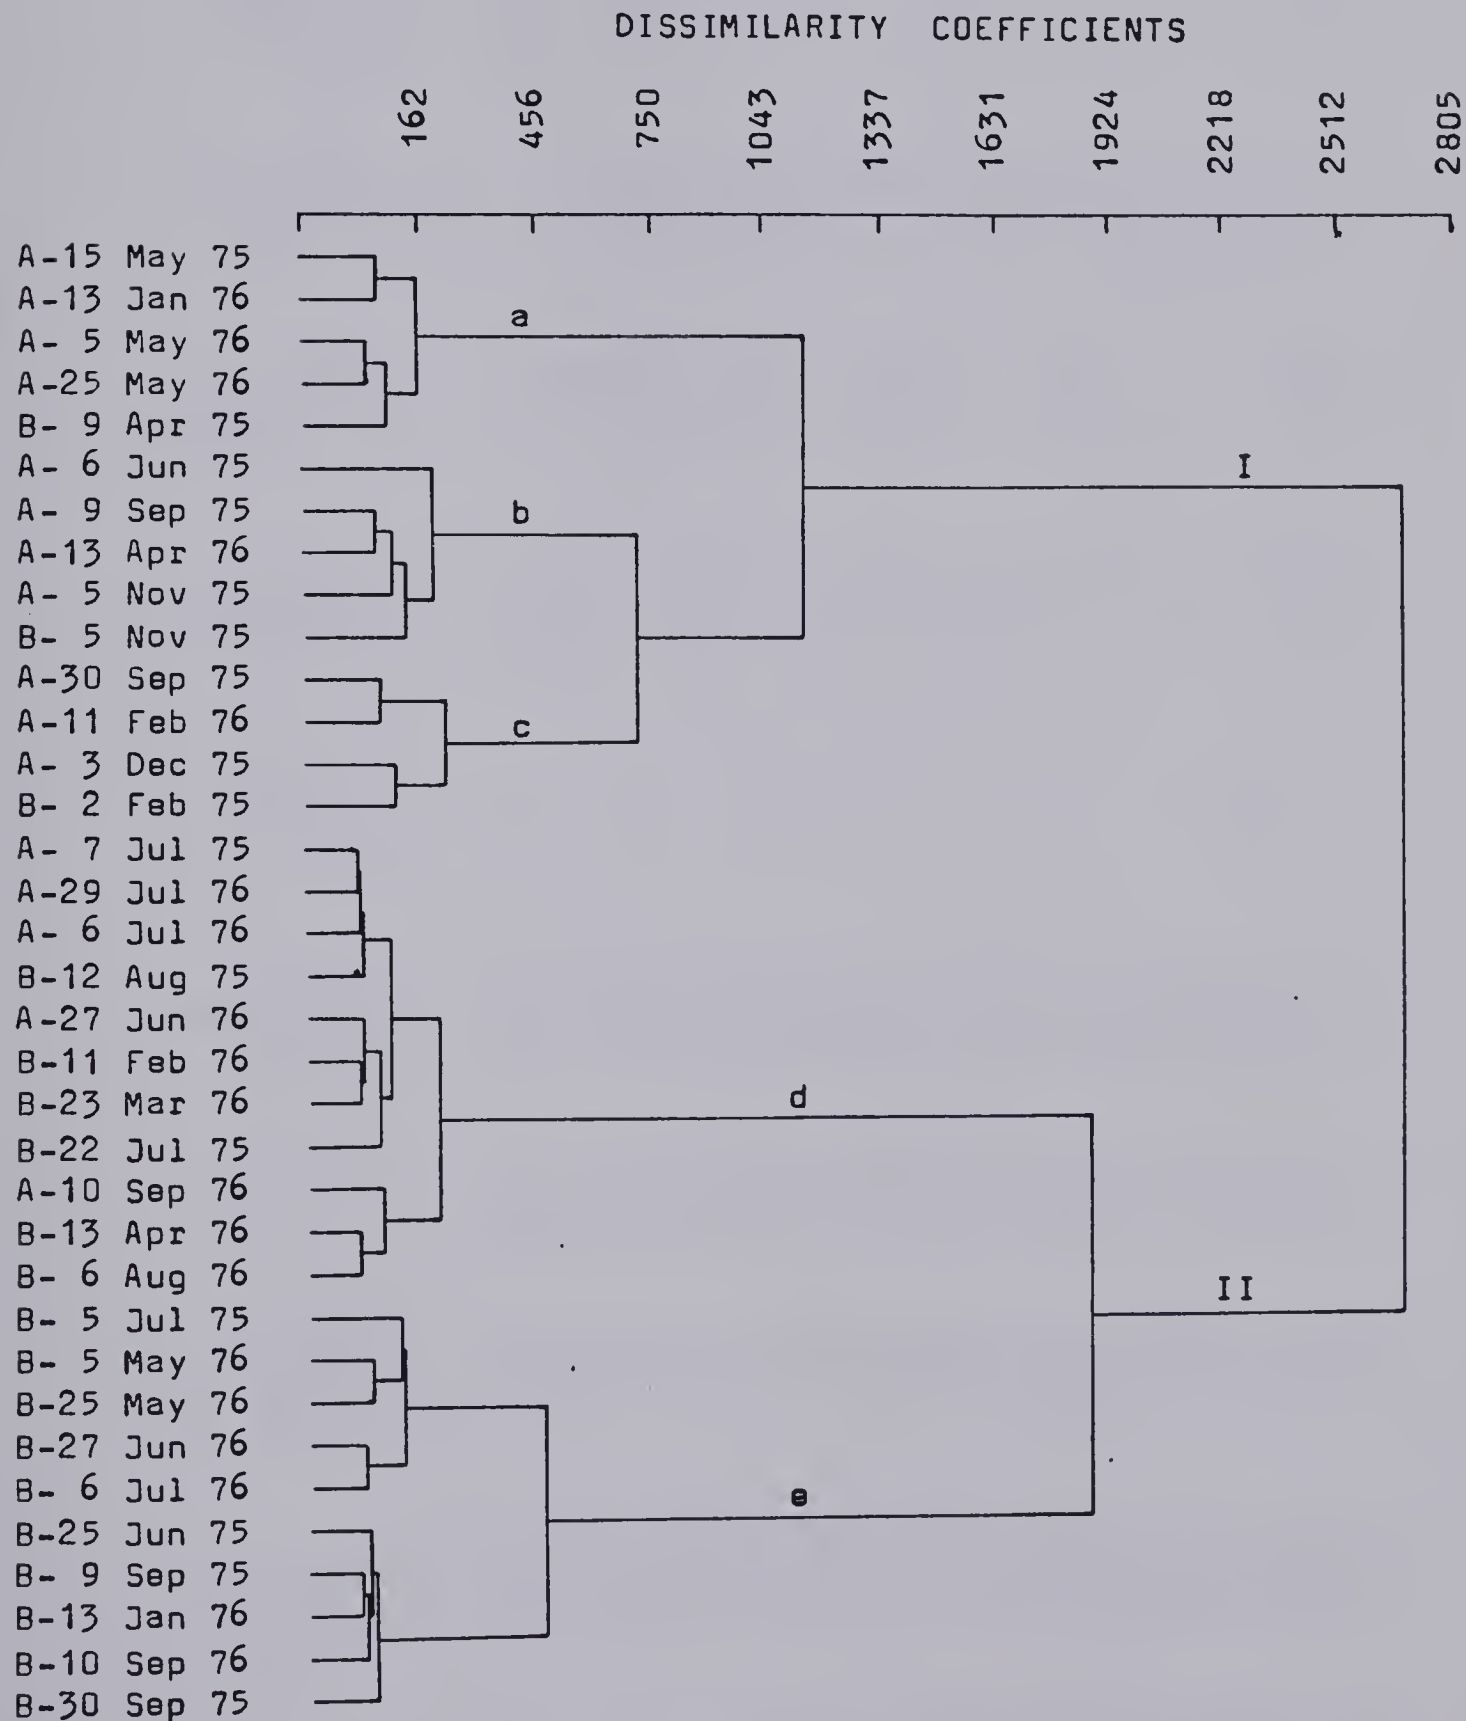 DISSIMILARITY COEFFICIENTS
162 456 750 1043 1337 1631 1924 2218 2512 2805
A-15 May 75
A-13 Jan 76
a
A- 5 May 76
A-25 May 76
B- 9 Apr 75
A- 6 Jun 75
I
A- 9 Sep 75
b
A-13 Apr 76
A- 5 Nov 75
B- 5 Nov 75
A-30 Sep 75
A-11 Feb 76
c
A- 3 Dec 75
B- 2 Feb 75
A- 7 Jul 75
A-29 Jul 76
A- 6 Jul 76
B-12 Aug 75
A-27 Jun 76
B-11 Feb 76
B-23 Mar 76
d
B-22 Jul 75
A-10 Sep 76
B-13 Apr 76
B- 6 Aug 76
II
B- 5 Jul 75
B- 5 May 76
B-25 May 76
B-27 Jun 76
B- 6 Jul 76
e
B-25 Jun 75
B- 9 Sep 75
B-13 Jan 76
B-10 Sep 76
B-30 Sep 75